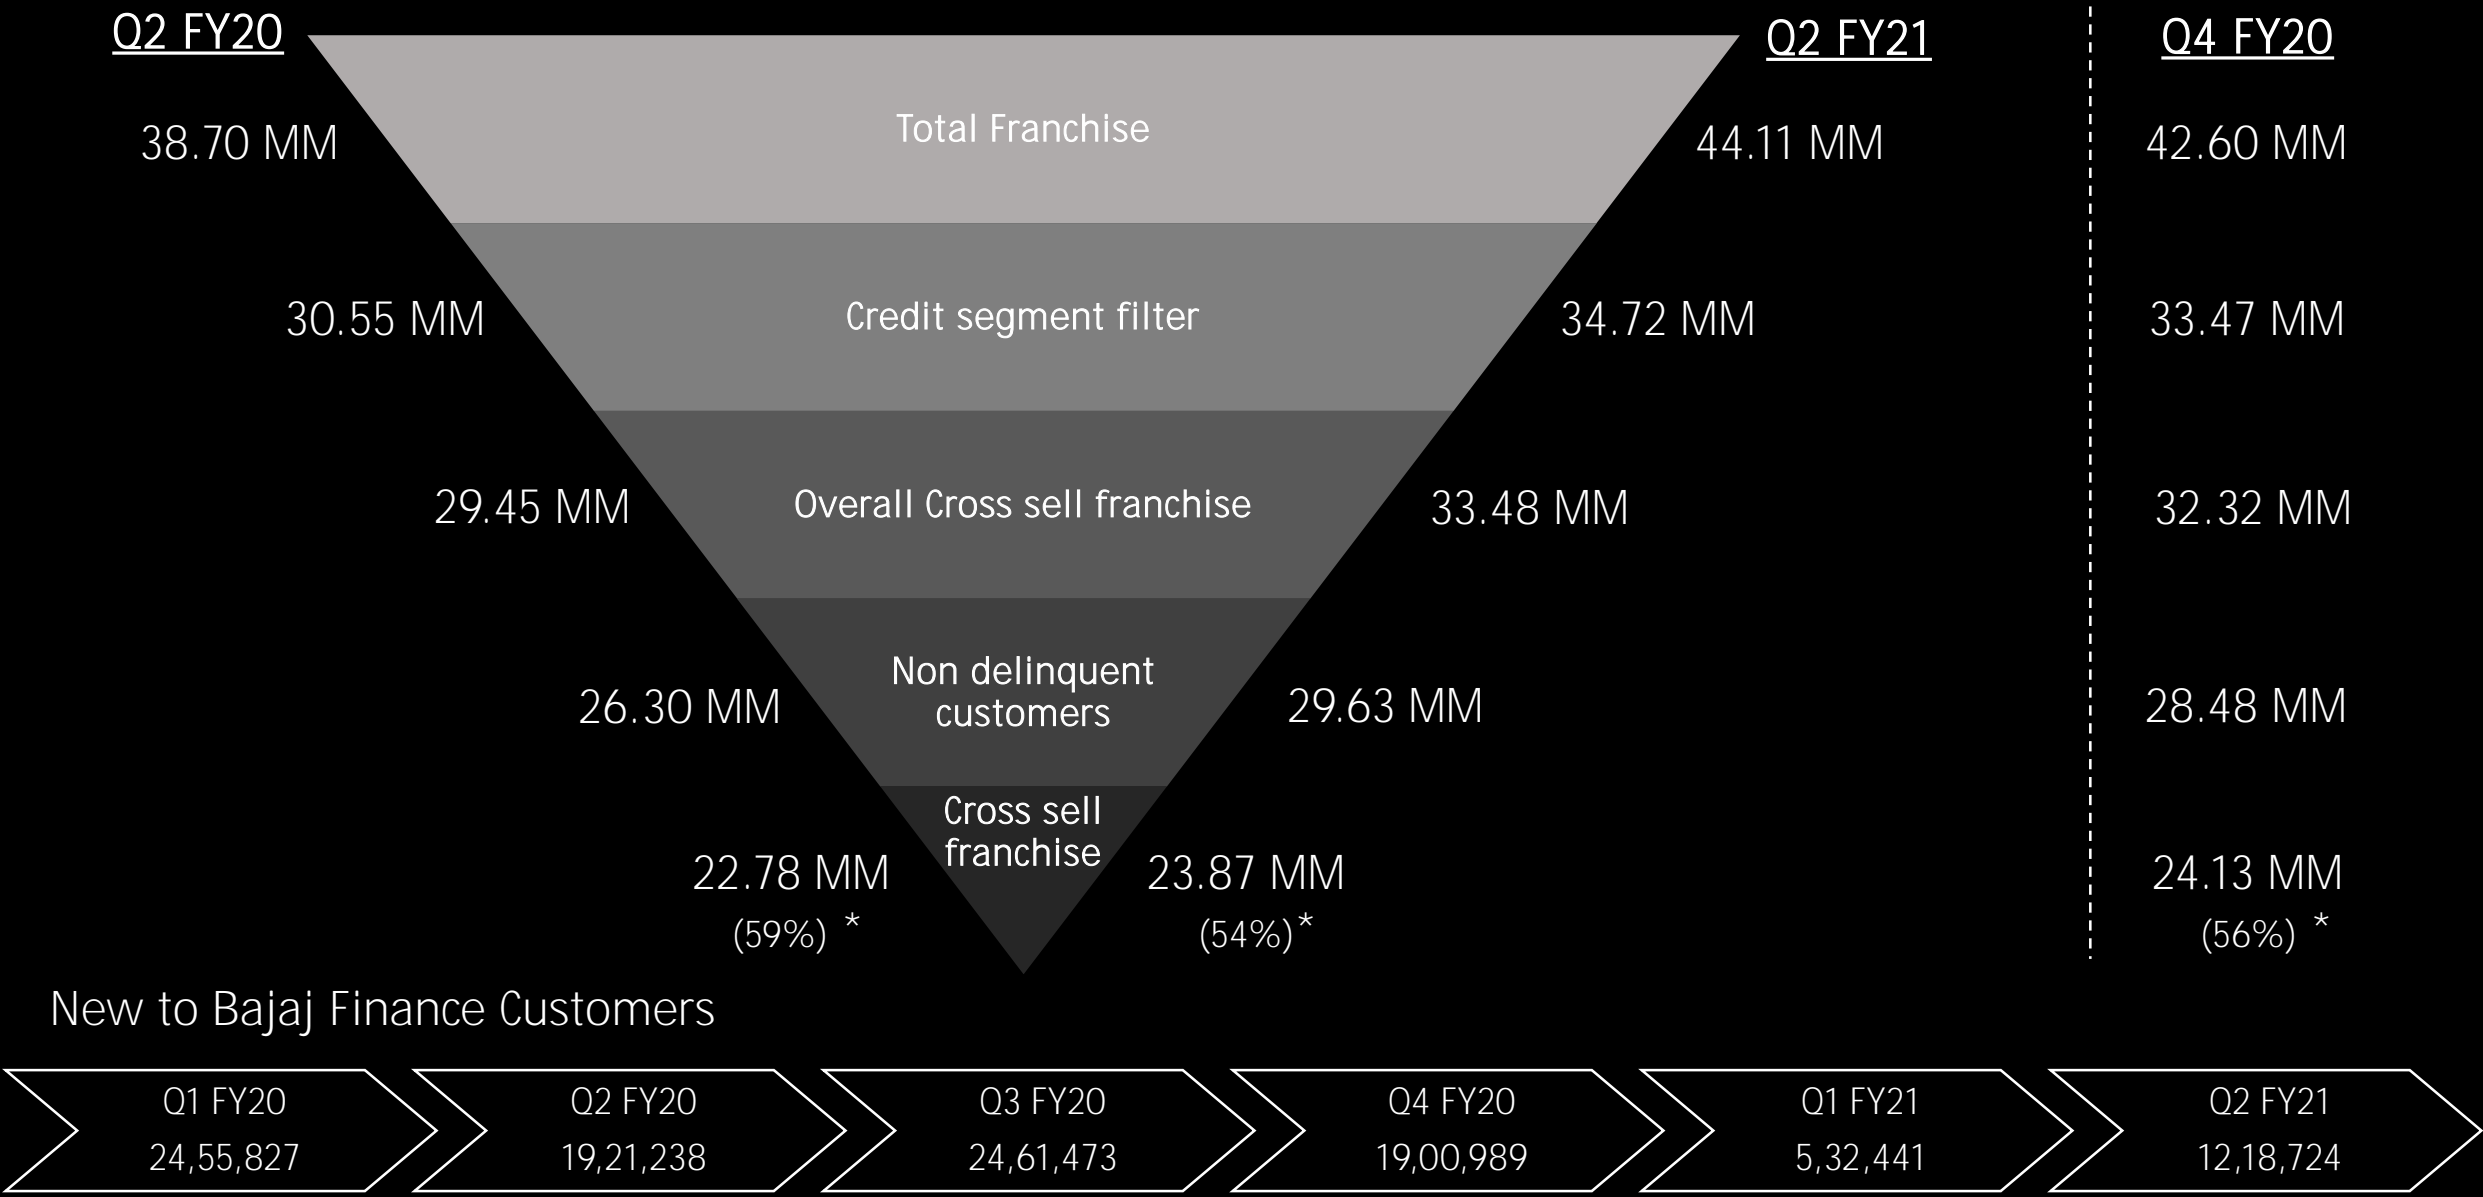 Q2 FY20
Q2 FY21
Q4 FY20
38.70 MM
Total Franchise
44.11 MM
42.60 MM
30.55 MM
Credit segment filter
34.72 MM
33.47 MM
29.45 MM
Overall Cross sell franchise
33.48 MM
32.32 MM
26.30 MM
Non delinquent
customers
29.63 MM
28.48 MM
Cross sell
franchise
22.78 MM
(59%) *
23.87 MM
(54%)*
24.13 MM
(56%) *
New to Bajaj Finance Customers
Q1 FY20
24,55,827
Q2 FY20
19,21,238
Q3 FY20
24,61,473
Q4 FY20
19,00,989
Q1 FY21
5,32,441
Q2 FY21
12,18,724